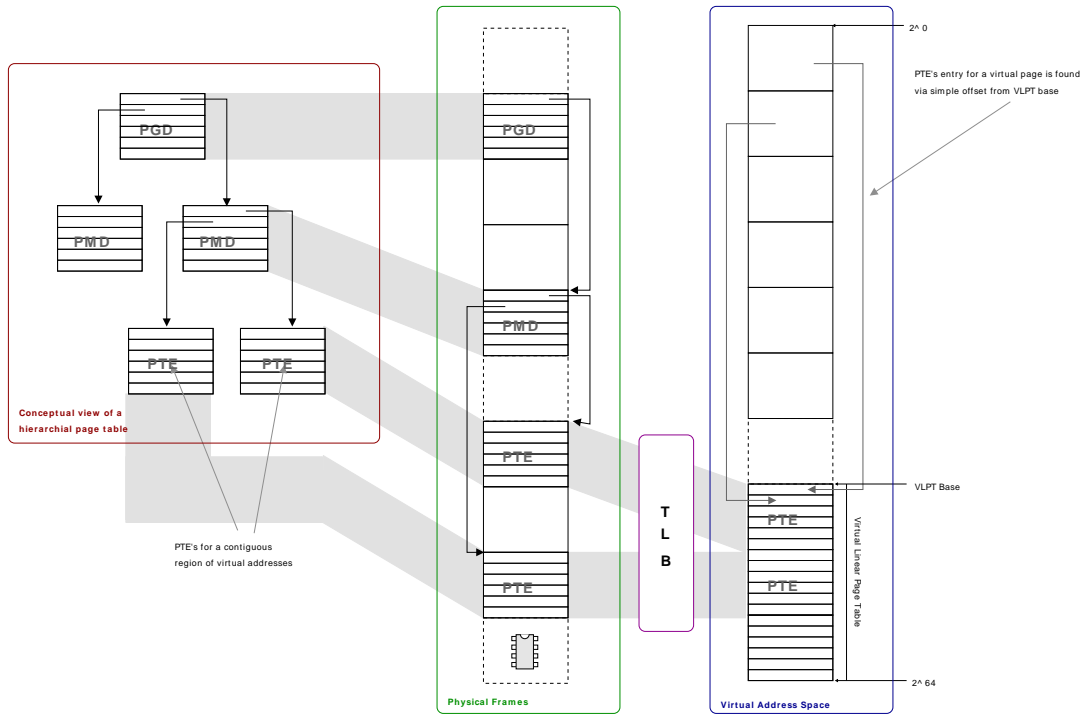 PGD
PMD
PMD
PTE
PTE
Conceptual view of a
hierarchial page table
PTE's for a contiguous
region of virtual addresses
PGD
PMD
PTE
PTE
Physical Frames
T
L
B
2^ 0
PTE's entry for a virtual page is found
via simple offset from VLPT base
VLPT Base
PTE
PTE
Virtual Linear Page Table
2^ 64
Virtual Address Space